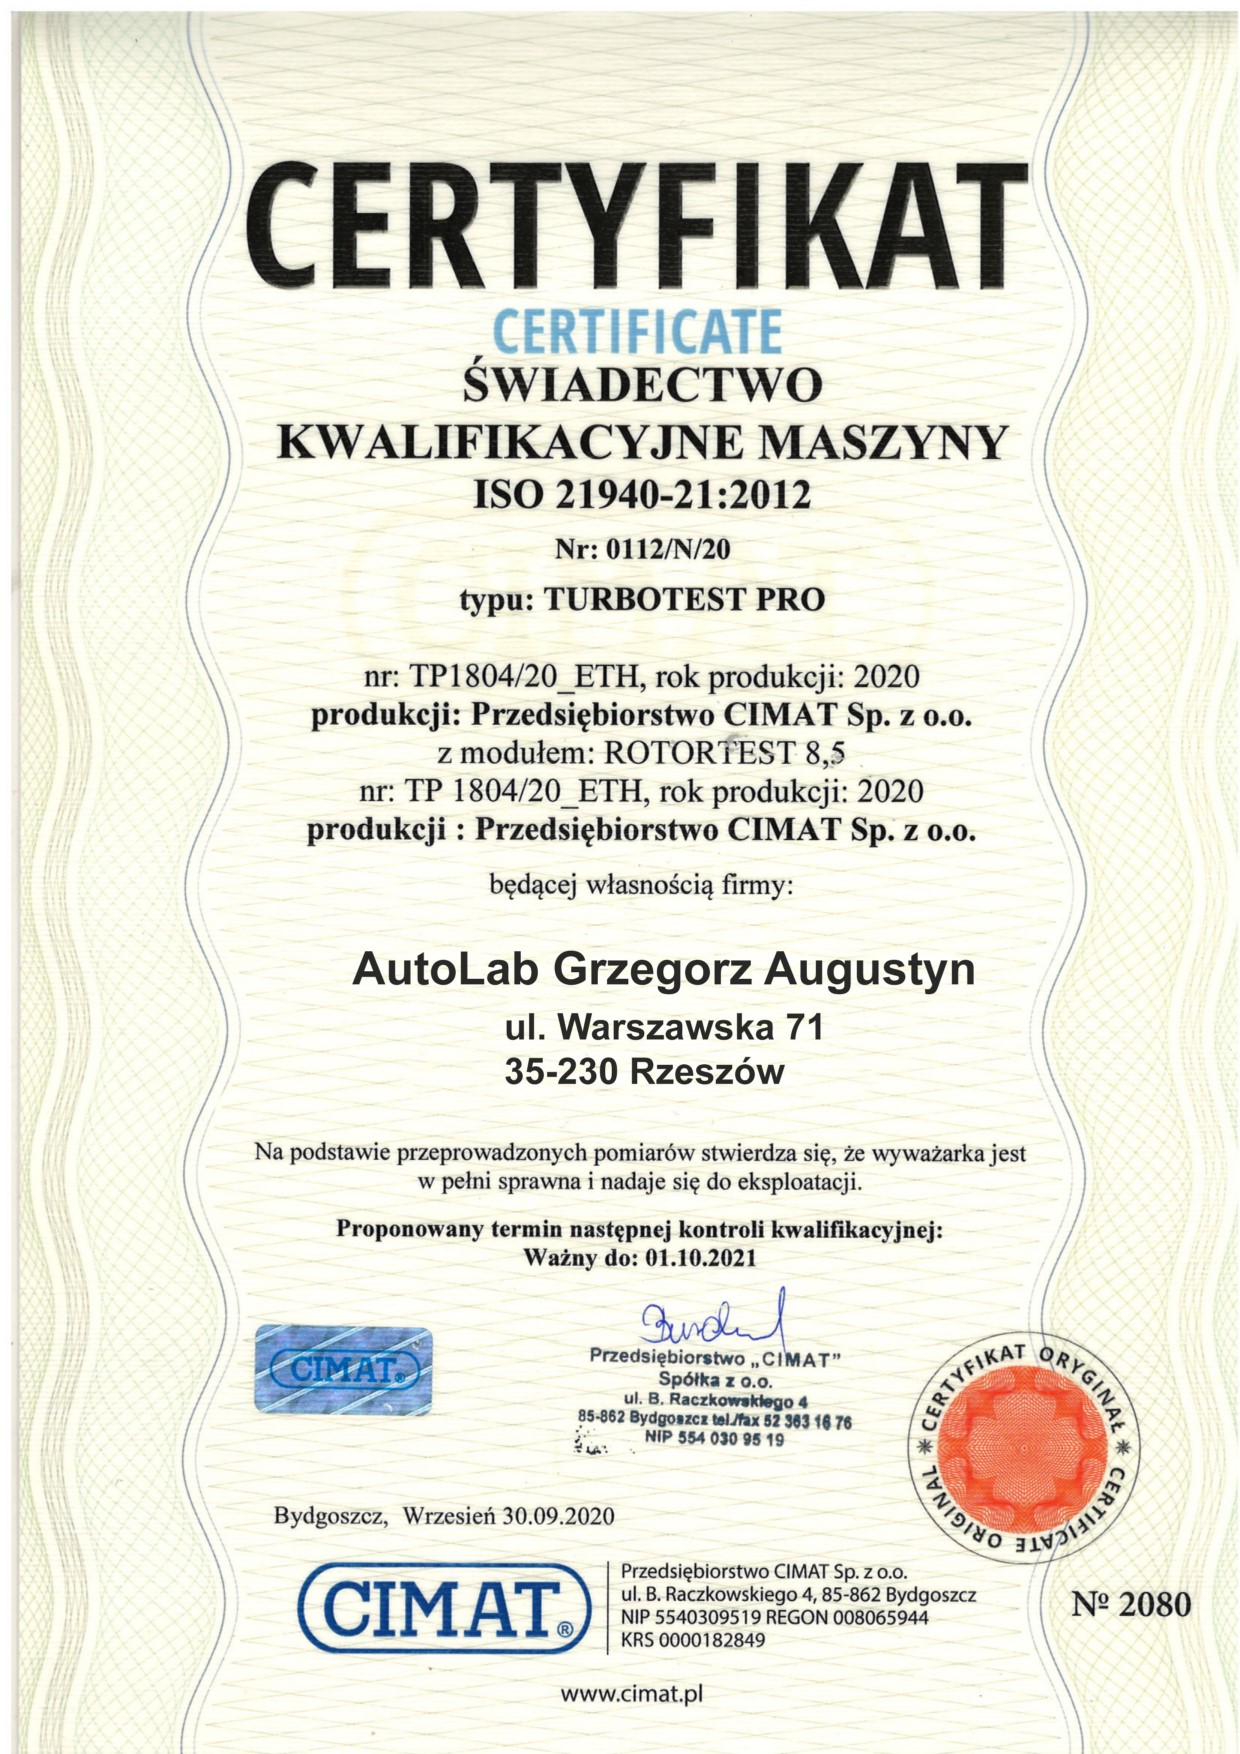 CERTYFIKAT
CERTIFICATE
ŚWIADECTWO
KWALIFIKACYJNE MASZYNY
ISO 21940-21:2012
Nr: 0112/N/20
typu: TURBOTEST PRO
nr: TP1804/20_ETH, rok produkcji: 2020
produkcji: Przedsiębiorstwo CIMAT Sp. z o.o.
z modułem: ROTORTEST 8,5
nr: TP 1804/20_ETH, rok produkcji: 2020
produkcji : Przedsiębiorstwo CIMAT Sp. z o.o.
będącej własnością firmy:
AutoLab Grzegorz Augustyn
ul. Warszawska 71
35-230 Rzeszów
Na podstawie przeprowadzonych pomiarów stwierdza się, że wyważarka jest
w pełni sprawna i nadaje się do eksploatacji.
Proponowany termin następnej kontroli kwalifikacyjnej:
Ważny do: 01.10.2021
CIMAT®
Przedsiębiorstwo „CIMAT”
Spółka z o.o.
ul. B. Raczkowskiego 4
85-862 Bydgoszcz tel./fax 52 363 16 76
NIP 554 030 95 19
CERTYFIKAT ORYGINAŁ * CERTIFICATE ORIGINAL *
Bydgoszcz, Wrzesień 30.09.2020
CIMAT®
Przedsiębiorstwo CIMAT Sp. z o.o.
ul. B. Raczkowskiego 4, 85-862 Bydgoszcz
NIP 5540309519 REGON 008065944
KRS 0000182849
№ 2080
www.cimat.pl